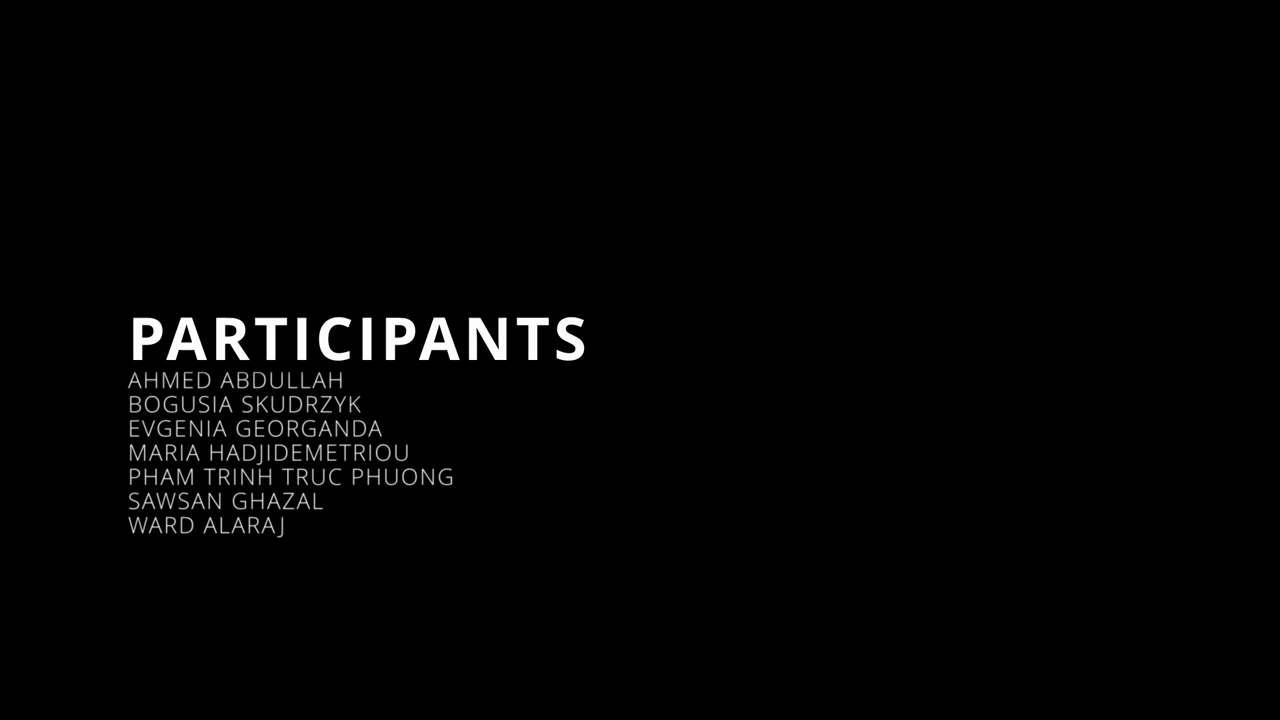 PARTICIPANTS
AHMED ABDULLAH
BOGUSIA SKUDRZYK
EVGENIA GEORGANDA
MARIA HADJIDEMETRIOU
PHAM TRINH TRUC PHUONG
SAWSAN GHAZAL
WARD ALARAJ